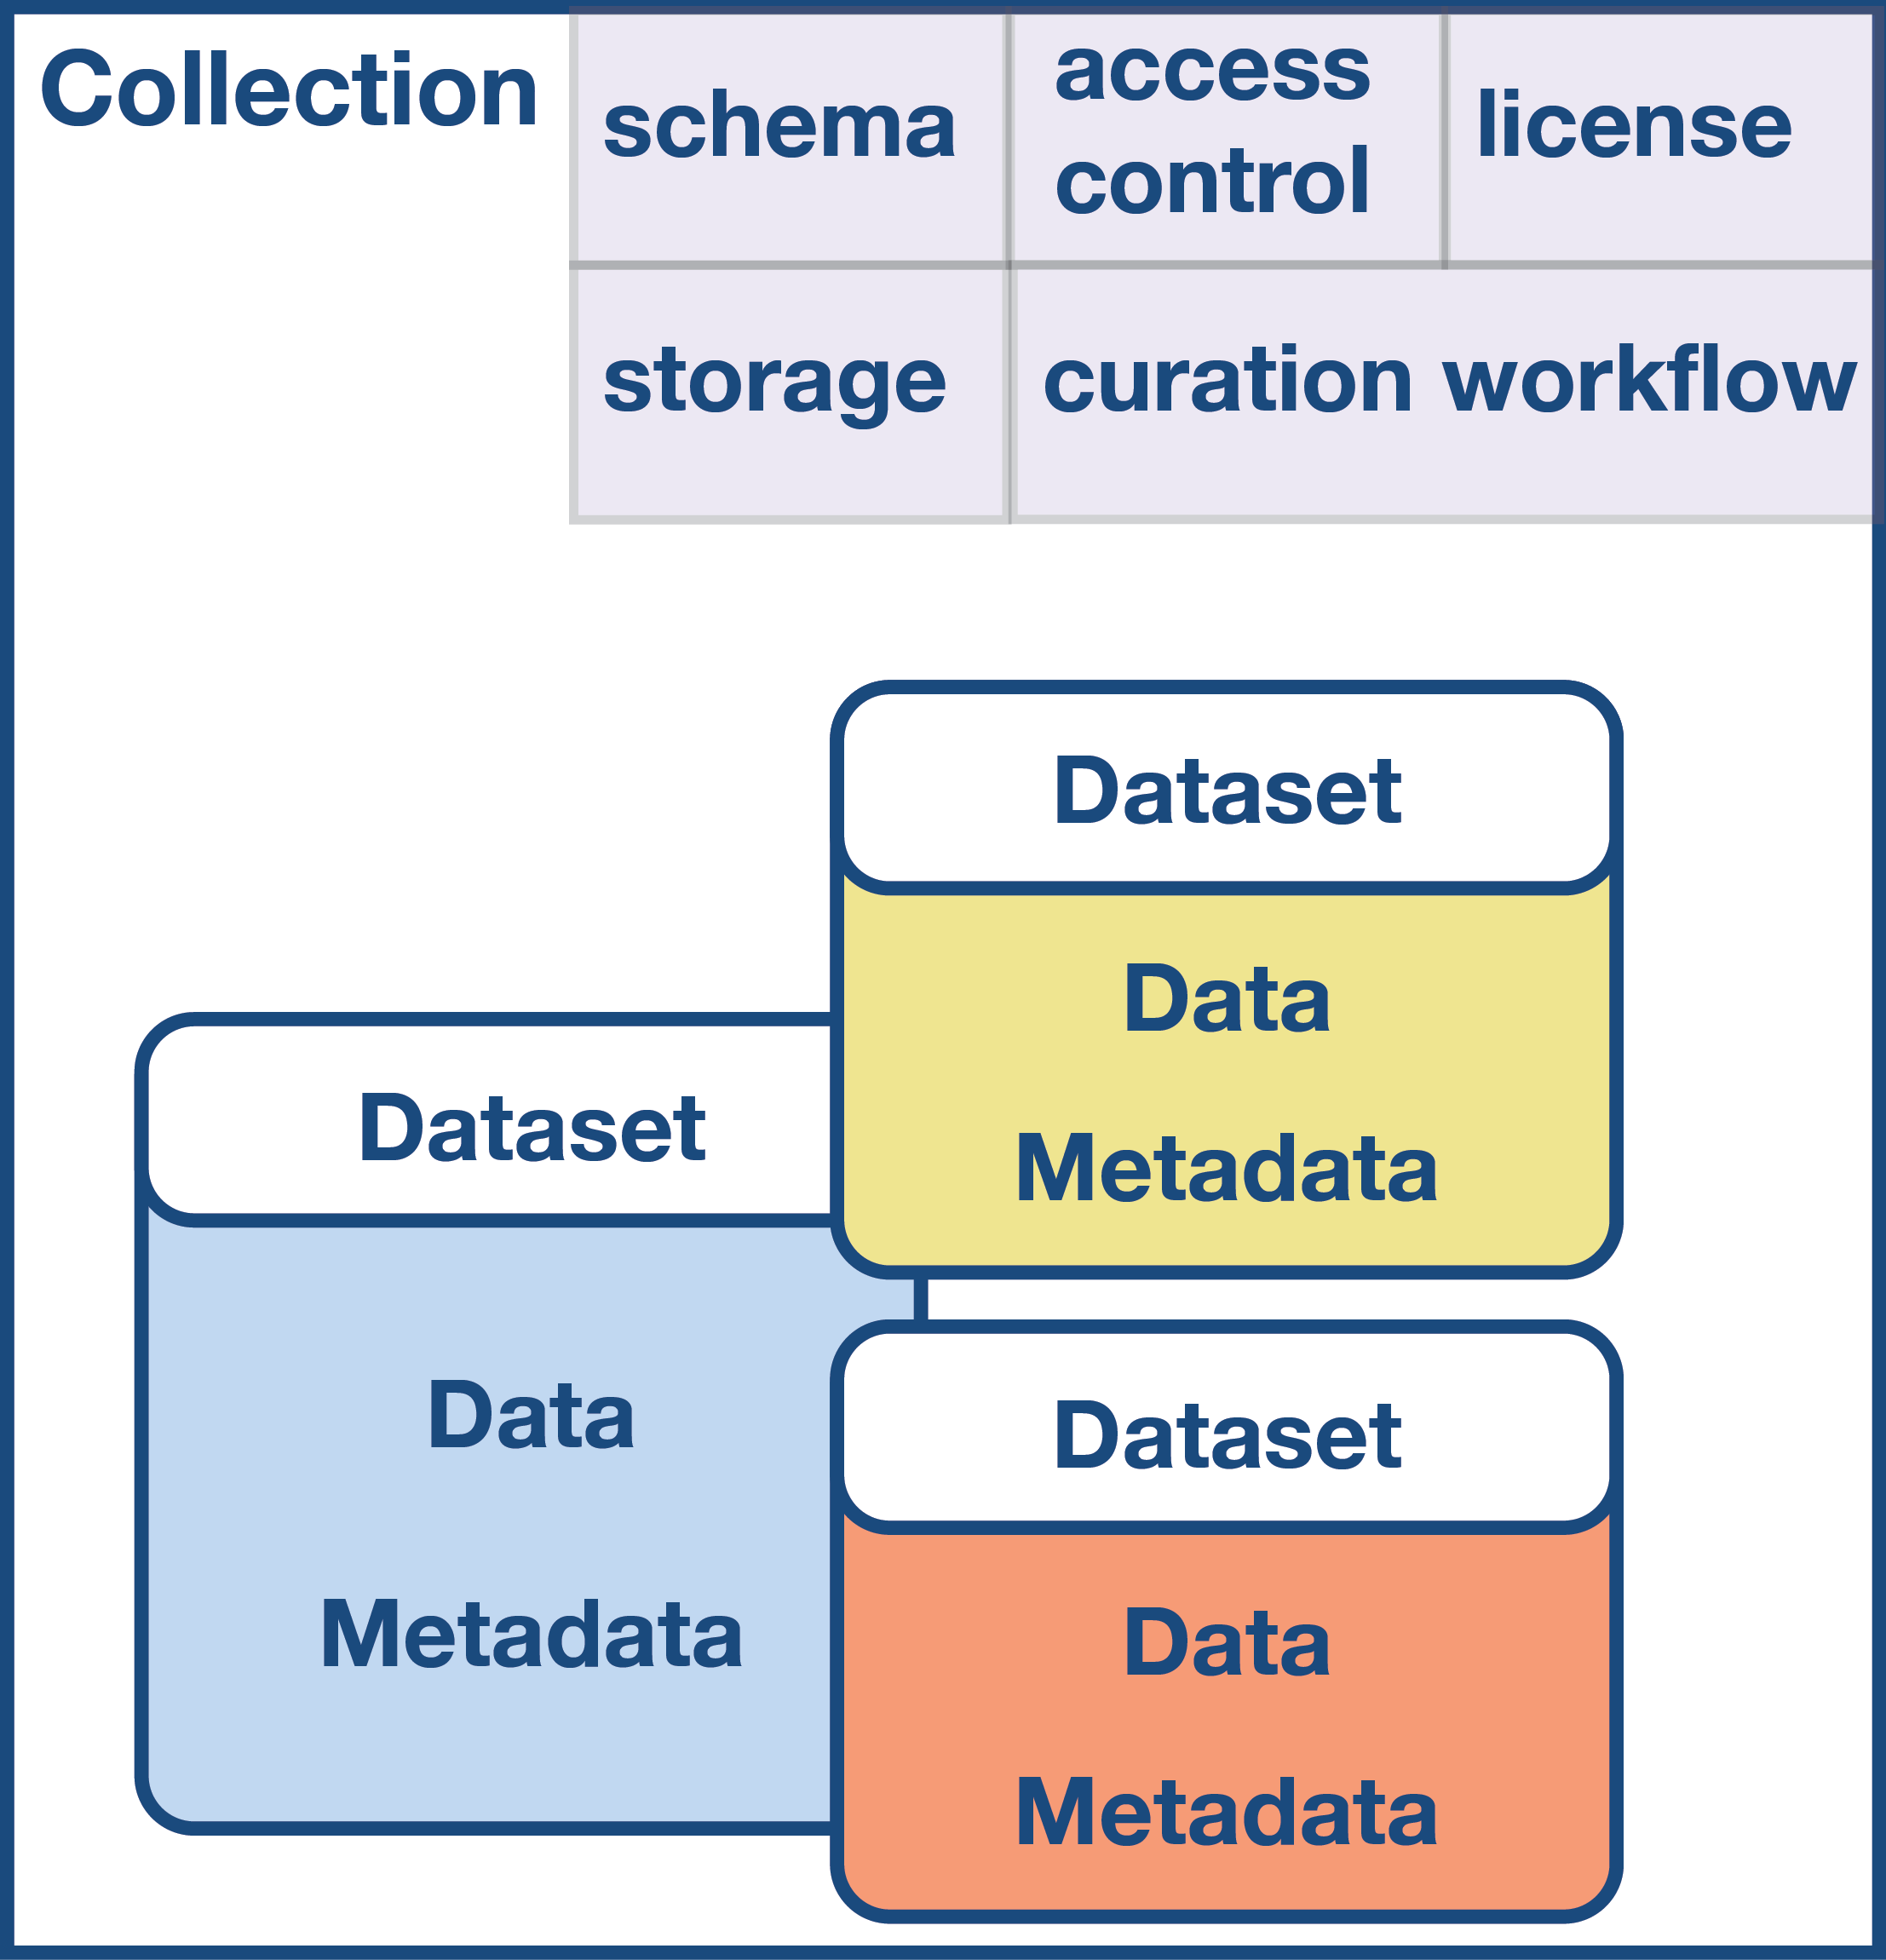 Collection
schema
access
control
license
storage
curation workflow
Dataset
Data
Metadata
Dataset
Data
Metadata
Dataset
Data
Metadata